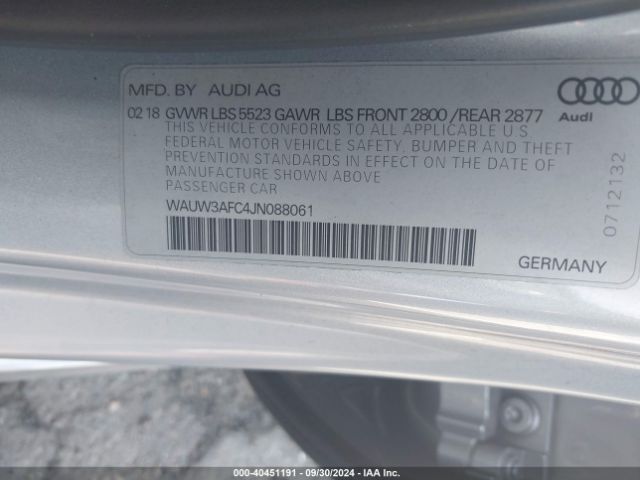 MFD. BY AUDI AG
02 18 GVWR LBS 5523 GAWR LBS FRONT 2800 /REAR 2877
THIS VEHICLE CONFORMS TO ALL APPLICABLE U.S.
FEDERAL MOTOR VEHICLE SAFETY, BUMPER AND THEFT
PREVENTION STANDARDS IN EFFECT ON THE DATE OF
MANUFACTURE SHOWN ABOVE
PASSENGER CAR
WAUW3AFC4JN088061
Audi
0712132
GERMANY
000-40451191 - 09/30/2024 - IAA Inc.